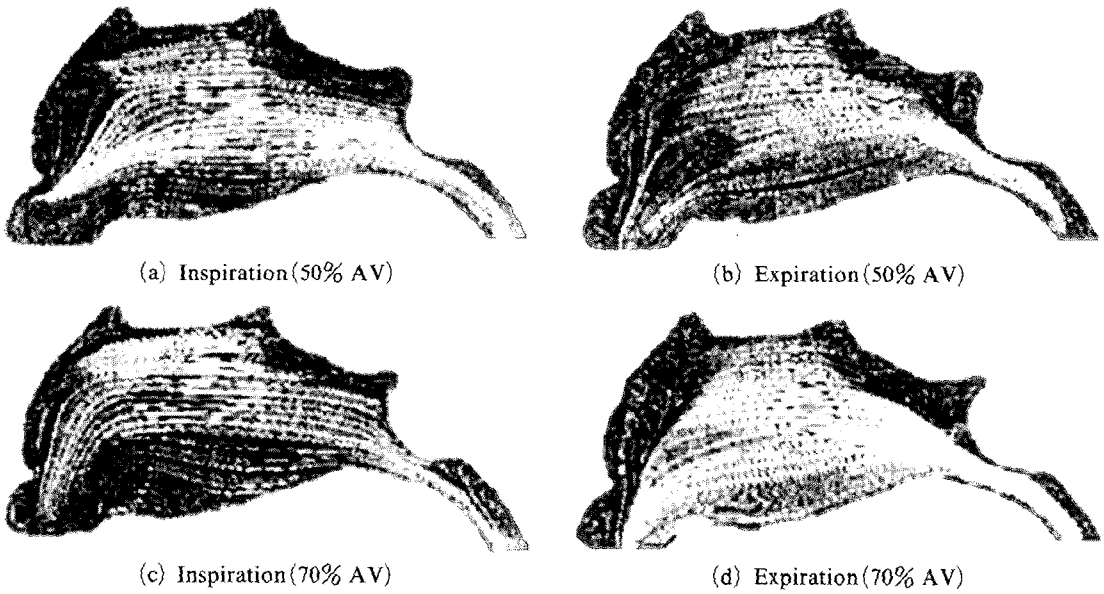 (a) Inspiration(50% AV)
(b) Expiration(50% AV)
(c) Inspiration(70% AV)
(d) Expiration(70% AV)